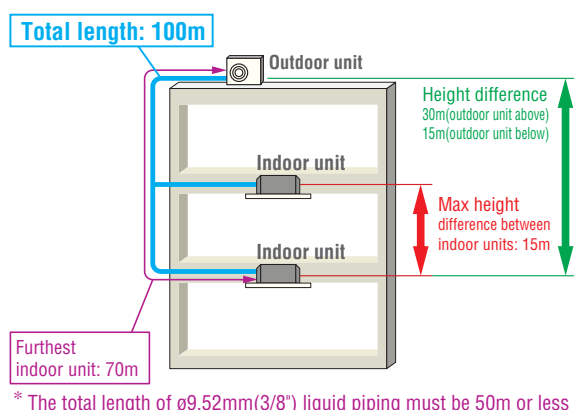 Total length: 100m
Outdoor unit
Height difference
30m(outdoor unit above)
15m(outdoor unit below)
Indoor unit
Max height
difference between
indoor units: 15m
Indoor unit
Furthest
indoor unit: 70m
* The total length of ø9.52mm(3/8") liquid piping must be 50m or less